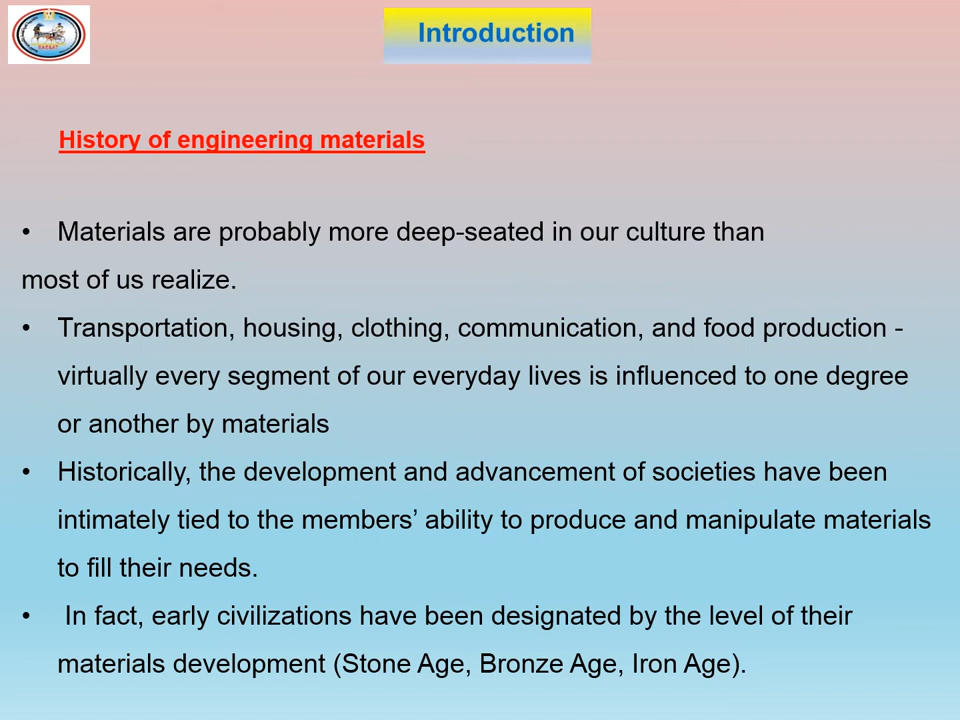 Introduction
History of engineering materials
• Materials are probably more deep-seated in our culture than
most of us realize.
• Transportation, housing, clothing, communication, and food production -
virtually every segment of our everyday lives is influenced to one degree
or another by materials
• Historically, the development and advancement of societies have been
intimately tied to the members’ ability to produce and manipulate materials
to fill their needs.
• In fact, early civilizations have been designated by the level of their
materials development (Stone Age, Bronze Age, Iron Age).